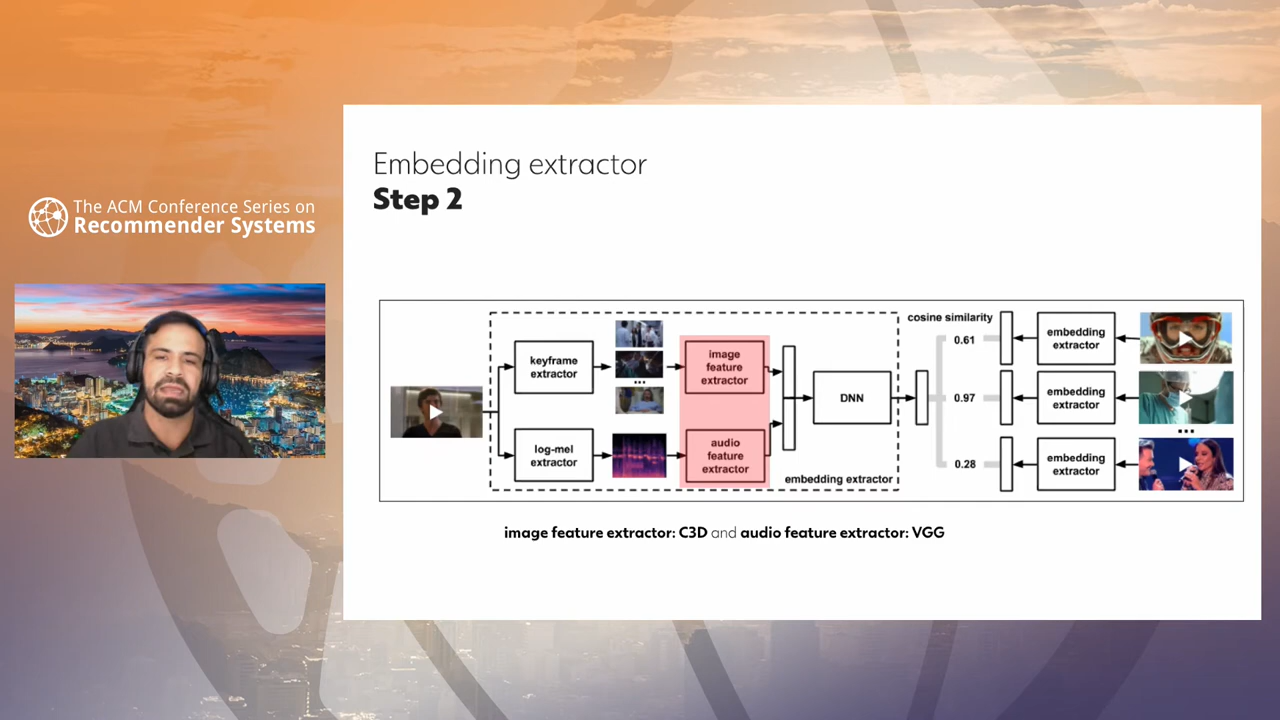 The ACM Conference Series on
Recommender Systems
Embedding extractor
Step 2
keyframe
extractor
...
image
feature
extractor
log-mel
extractor
audio
feature
extractor
DNN
embedding extractor
cosine similarity
0.61
0.97
0.28
embedding
extractor
embedding
extractor
...
embedding
extractor
image feature extractor: C3D and audio feature extractor: VGG